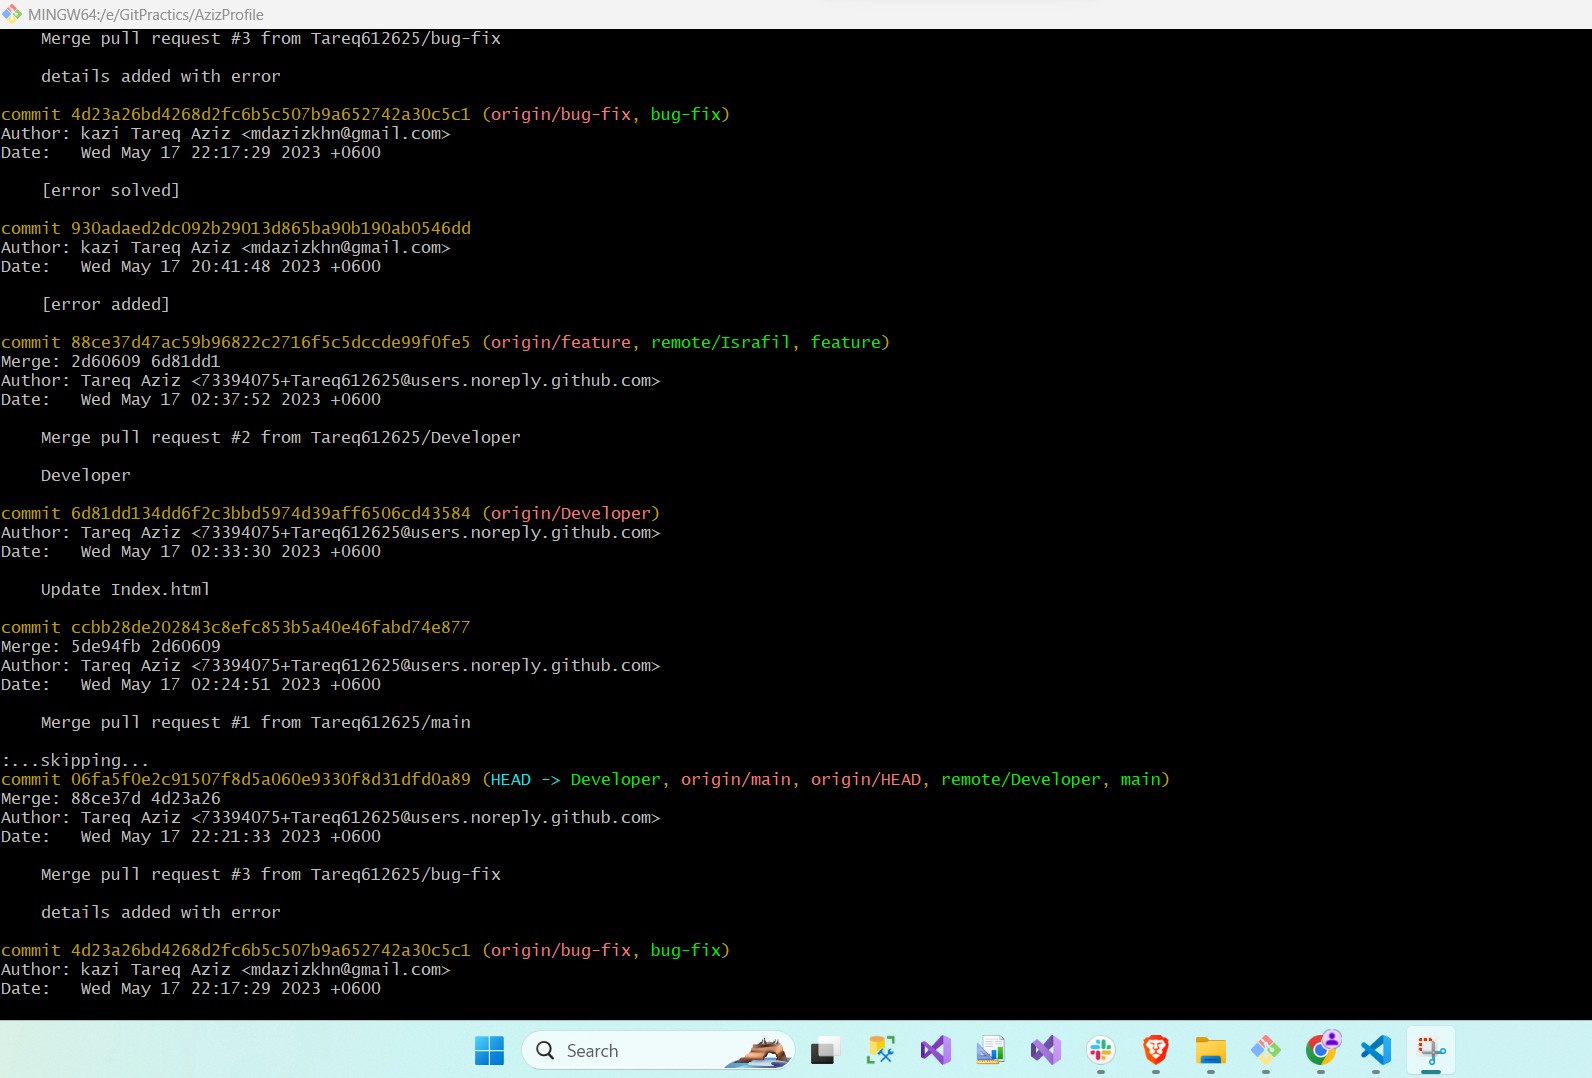 MINGW64:/e/GitPractics/AzizProfile
Merge pull request #3 from Tareq612625/bug-fix
details added with error
commit 4d23a26bd4268d2fc6b5c507b9a652742a30c5c1 (origin/bug-fix, bug-fix)
Author: kazi Tareq Aziz <mdazizkhn@gmail.com>
Date:   Wed May 17 22:17:29 2023 +0600
[error solved]
commit 930adaed2dc092b29013d865ba90b190ab0546dd
Author: kazi Tareq Aziz <mdazizkhn@gmail.com>
Date:   Wed May 17 20:41:48 2023 +0600
[error added]
commit 88ce37d47ac59b96822c2716f5c5dccde99f0fe5 (origin/feature, remote/Israfil, feature)
Merge: 2d60609 6d81dd1
Author: Tareq Aziz <73394075+Tareq612625@users.noreply.github.com>
Date:   Wed May 17 02:37:52 2023 +0600
Merge pull request #2 from Tareq612625/Developer
Developer
commit 6d81dd134dd6f2c3bbd5974d39aff6506cd43584 (origin/Developer)
Author: Tareq Aziz <73394075+Tareq612625@users.noreply.github.com>
Date:   Wed May 17 02:33:30 2023 +0600
Update Index.html
commit ccbb28de202843c8efc853b5a40e46fabd74e877
Merge: 5de94fb 2d60609
Author: Tareq Aziz <73394075+Tareq612625@users.noreply.github.com>
Date:   Wed May 17 02:24:51 2023 +0600
Merge pull request #1 from Tareq612625/main
:...skipping...
commit 06fa5f0e2c91507f8d5a060e9330f8d31dfd0a89 (HEAD -> Developer, origin/main, origin/HEAD, remote/Developer, main)
Merge: 88ce37d 4d23a26
Author: Tareq Aziz <73394075+Tareq612625@users.noreply.github.com>
Date:   Wed May 17 22:21:33 2023 +0600
Merge pull request #3 from Tareq612625/bug-fix
details added with error
commit 4d23a26bd4268d2fc6b5c507b9a652742a30c5c1 (origin/bug-fix, bug-fix)
Author: kazi Tareq Aziz <mdazizkhn@gmail.com>
Date:   Wed May 17 22:17:29 2023 +0600
Search